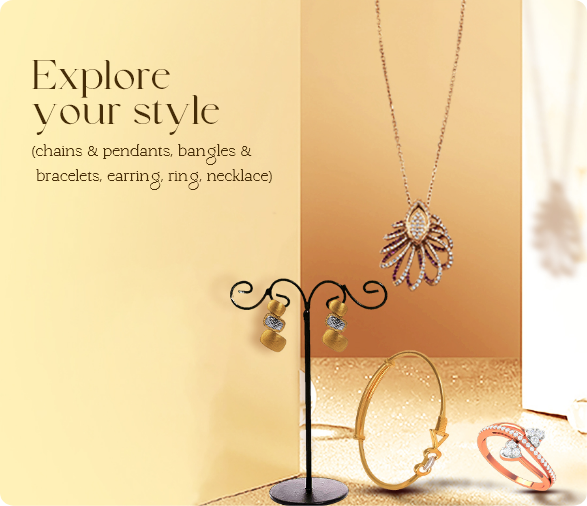 Explore
your style
(chains & pendants, bangles &
bracelets, earring, ring, necklace)